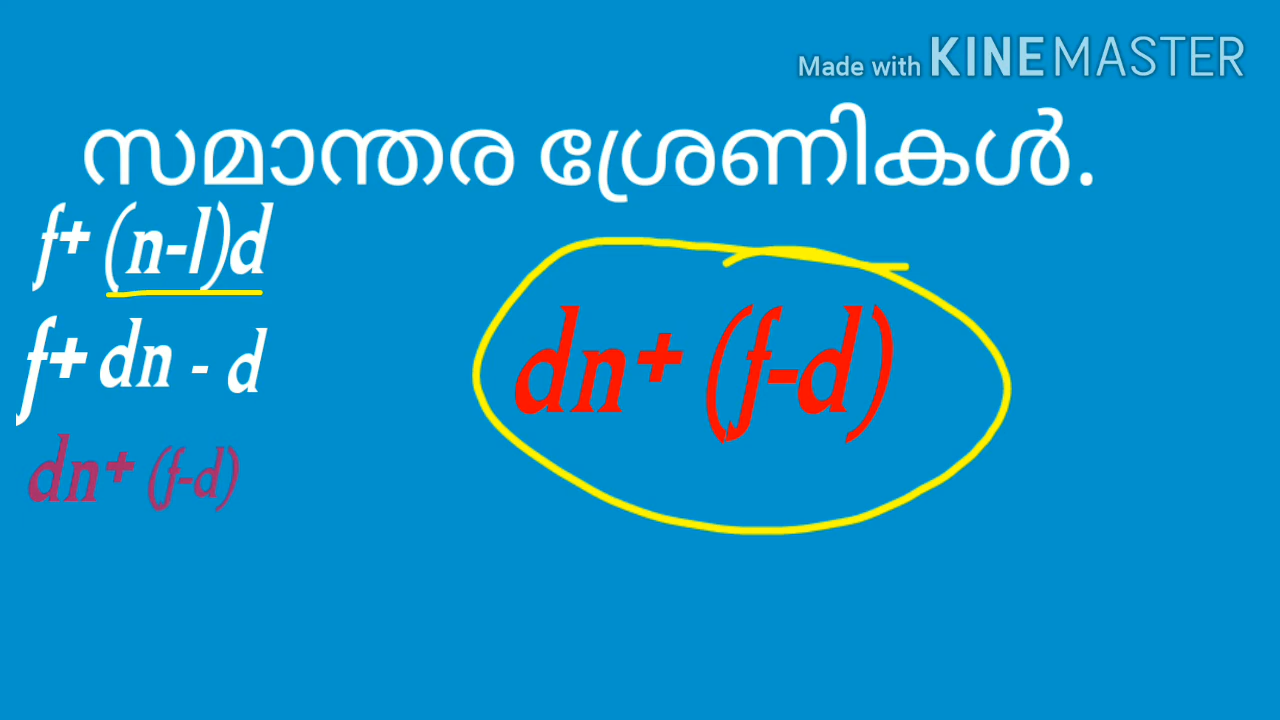 Made with KINEMASTER
സമാന്തര ശ്രേണികൾ.
f+ (n-1)d
f+ dn - d
dn+ (f-d)
dn+ (f-d)